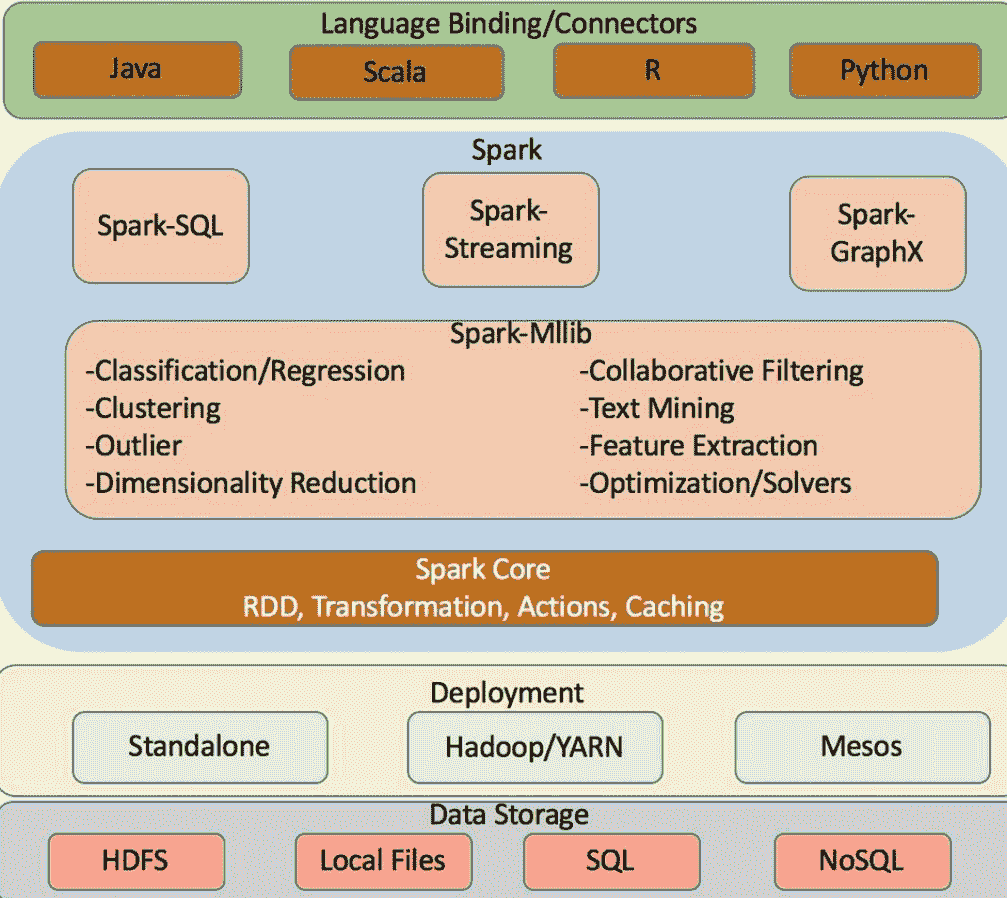 Language Binding/Connectors
Java
Scala
R
Python
Spark
Spark-SQL
Spark-
Streaming
Spark-
GraphX
Spark-Mllib
-Classification/Regression
-Clustering
-Outlier
-Dimensionality Reduction
-Collaborative Filtering
-Text Mining
-Feature Extraction
-Optimization/Solvers
Spark Core
RDD, Transformation, Actions, Caching
Deployment
Standalone
Hadoop/YARN
Mesos
Data Storage
HDFS
Local Files
SQL
NoSQL